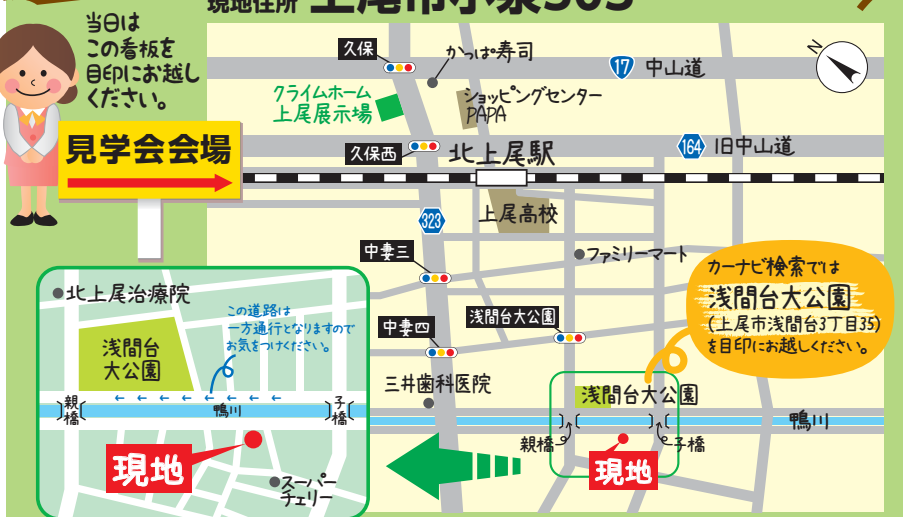 現地住所 上尾市小泉505
当日は
この看板を
目印にお越し
ください。
見学会会場
久保
かっぱ寿司
17 中山道
N
クライムホーム
上尾展示場
ショッピングセンター
PAPA
久保西
北上尾駅
164 旧中山道
323
上尾高校
中妻三
ファミリーマート
カーナビ検索では
浅間台大公園
(上尾市浅間台3丁目35)
を目印にお越しください。
中妻四
浅間台大公園
三井歯科医院
浅間台大公園
鴨川
親橋
子橋
現地
北上尾治療院
この道路は
一方通行となりますので
お気をつけください。
浅間台
大公園
親橋
鴨川
子橋
現地
スーパー
チェリー